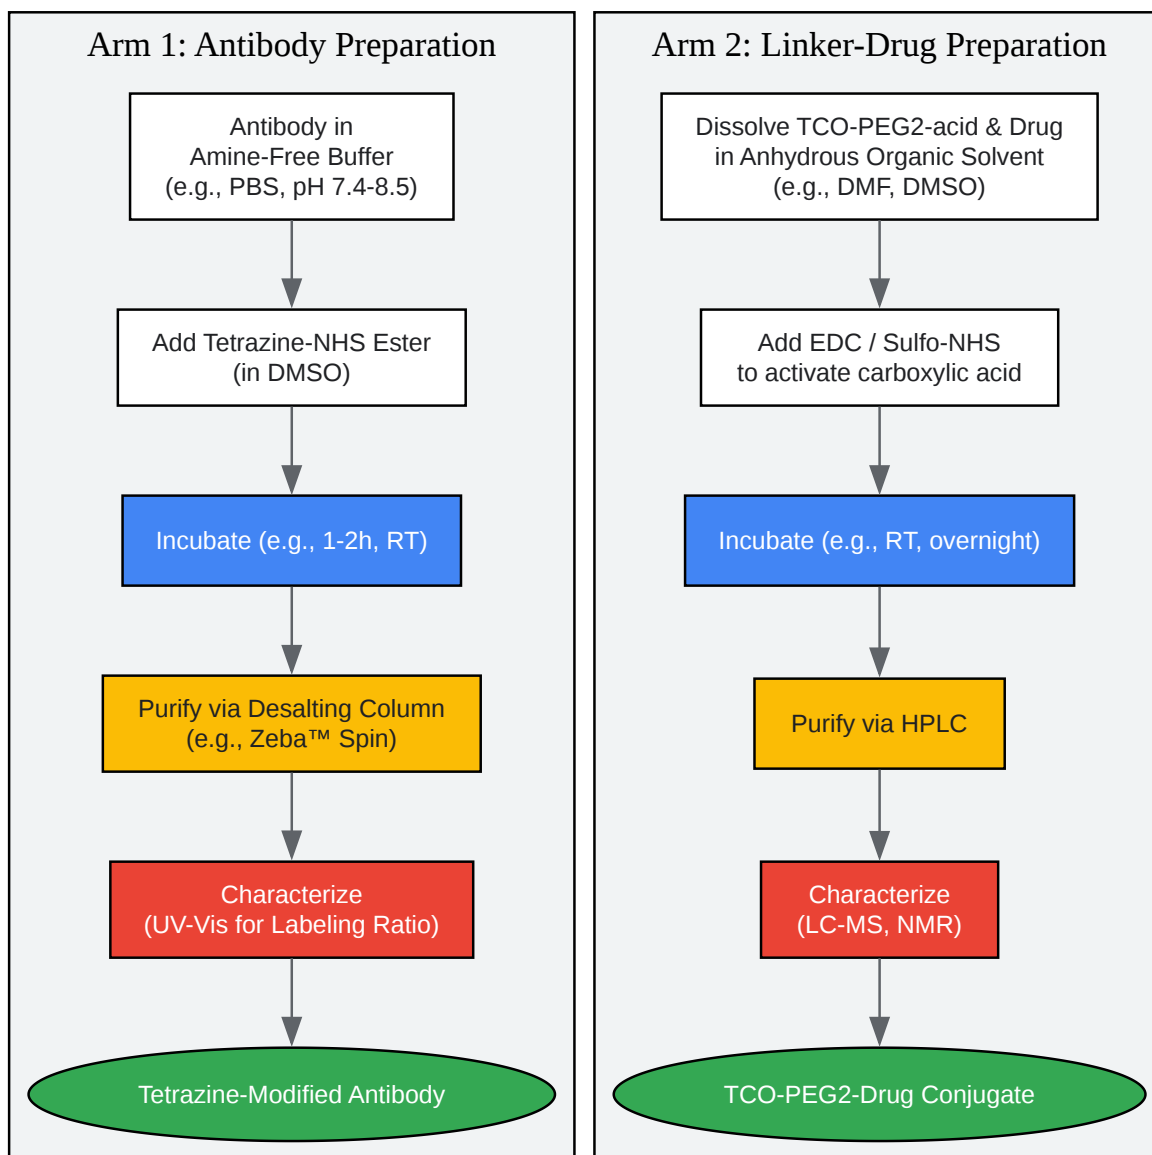 Arm 1: Antibody Preparation
Antibody in
Amine-Free Buffer
(e.g., PBS, pH 7.4-8.5)
Add Tetrazine-NHS Ester
(in DMSO)
Incubate (e.g., 1-2h, RT)
Purify via Desalting Column
(e.g., Zeba™ Spin)
Characterize
(UV-Vis for Labeling Ratio)
Tetrazine-Modified Antibody
Arm 2: Linker-Drug Preparation
Dissolve TCO-PEG2-acid & Drug
in Anhydrous Organic Solvent
(e.g., DMF, DMSO)
Add EDC / Sulfo-NHS
to activate carboxylic acid
Incubate (e.g., RT, overnight)
Purify via HPLC
Characterize
(LC-MS, NMR)
TCO-PEG2-Drug Conjugate